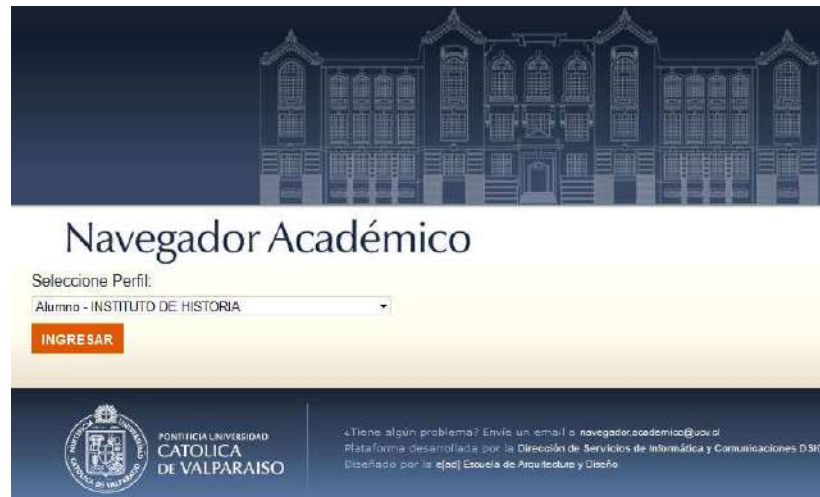 Navegador Académico
Seleccione Perfil:
Alumno - INSTITUTO DE HISTORIA
INGRESAR
PONTIFICIA UNIVERSIDAD
CATOLICA
DE VALPARAISO
¿Tiene algún problema? Envíe un email a navegador.academico@ucv.cl
Plataforma desarrollada por la Dirección de Servicios de Informática y Comunicaciones DSIC
Diseñado por la e[ad] Escuela de Arquitectura y Diseño